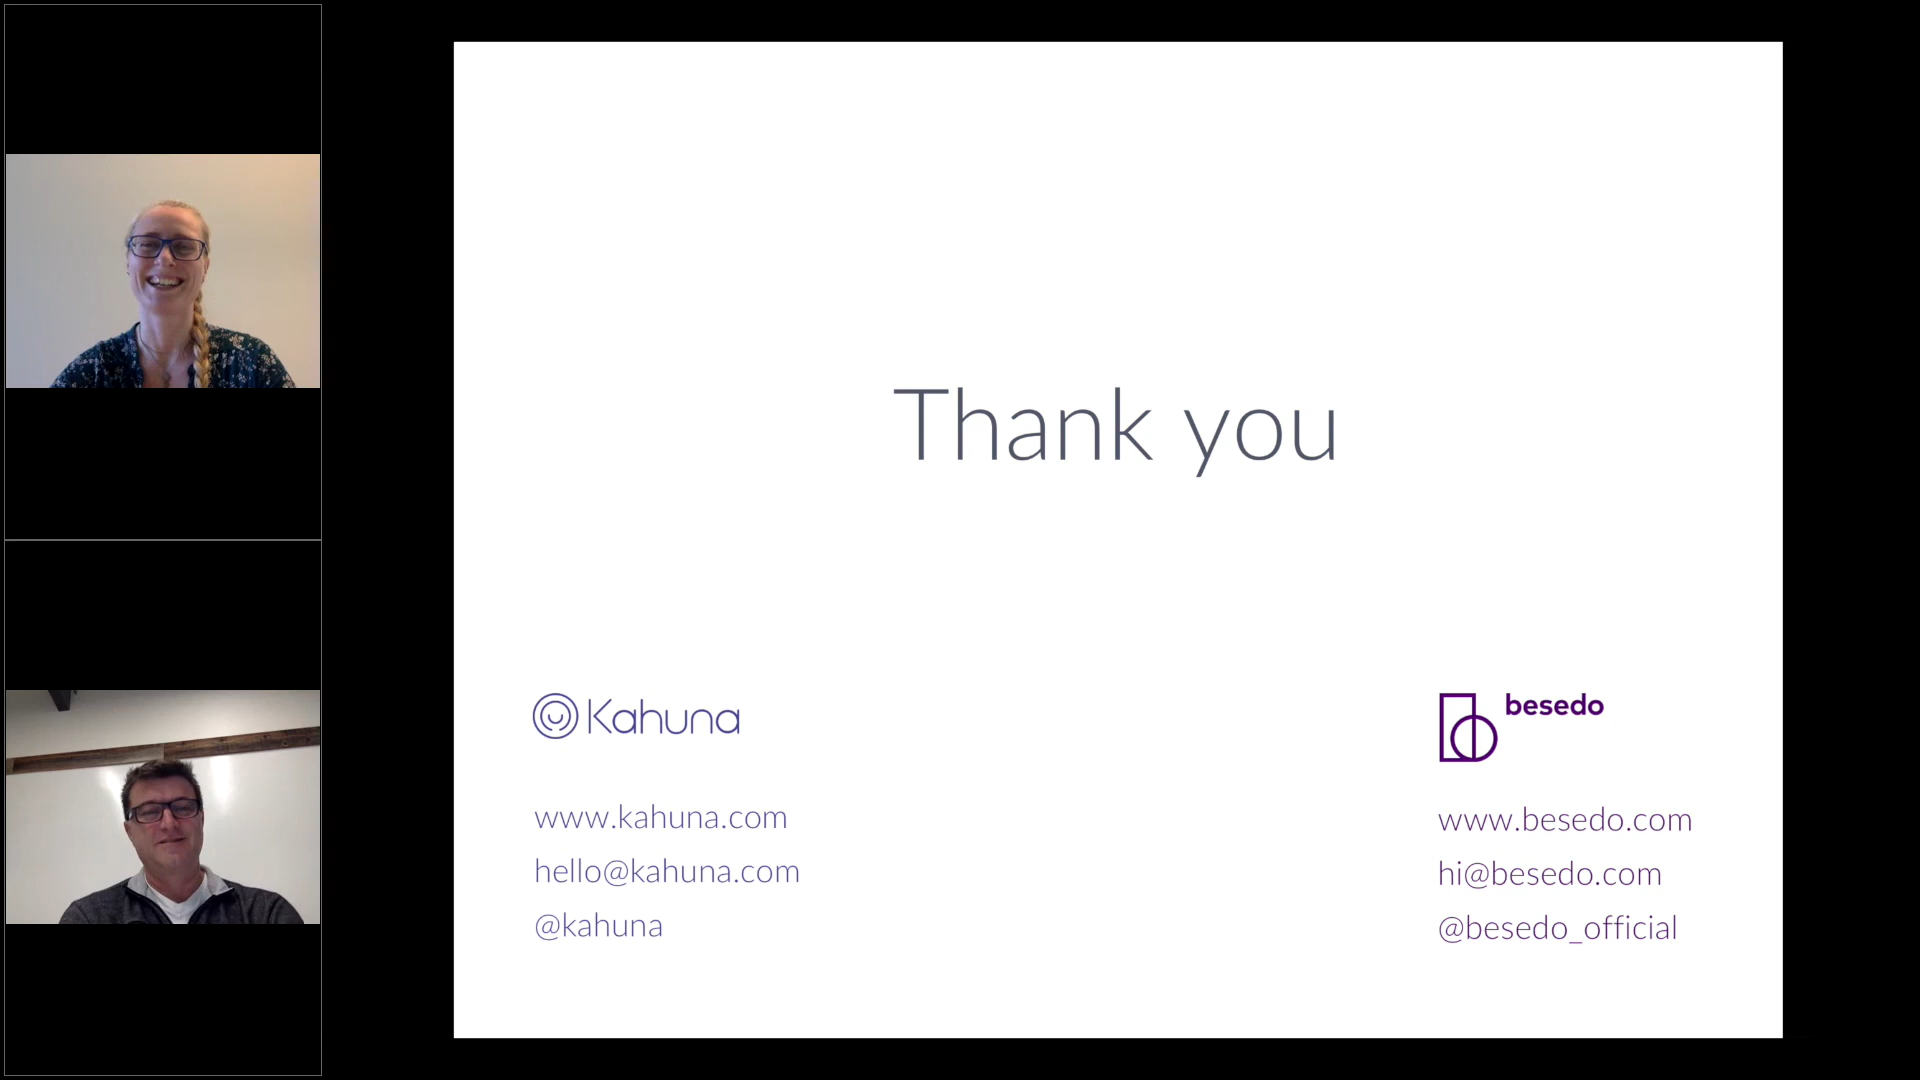 Thank you
Kahuna
www.kahuna.com
hello@kahuna.com
@kahuna
besedo
www.besedo.com
hi@besedo.com
@besedo_official